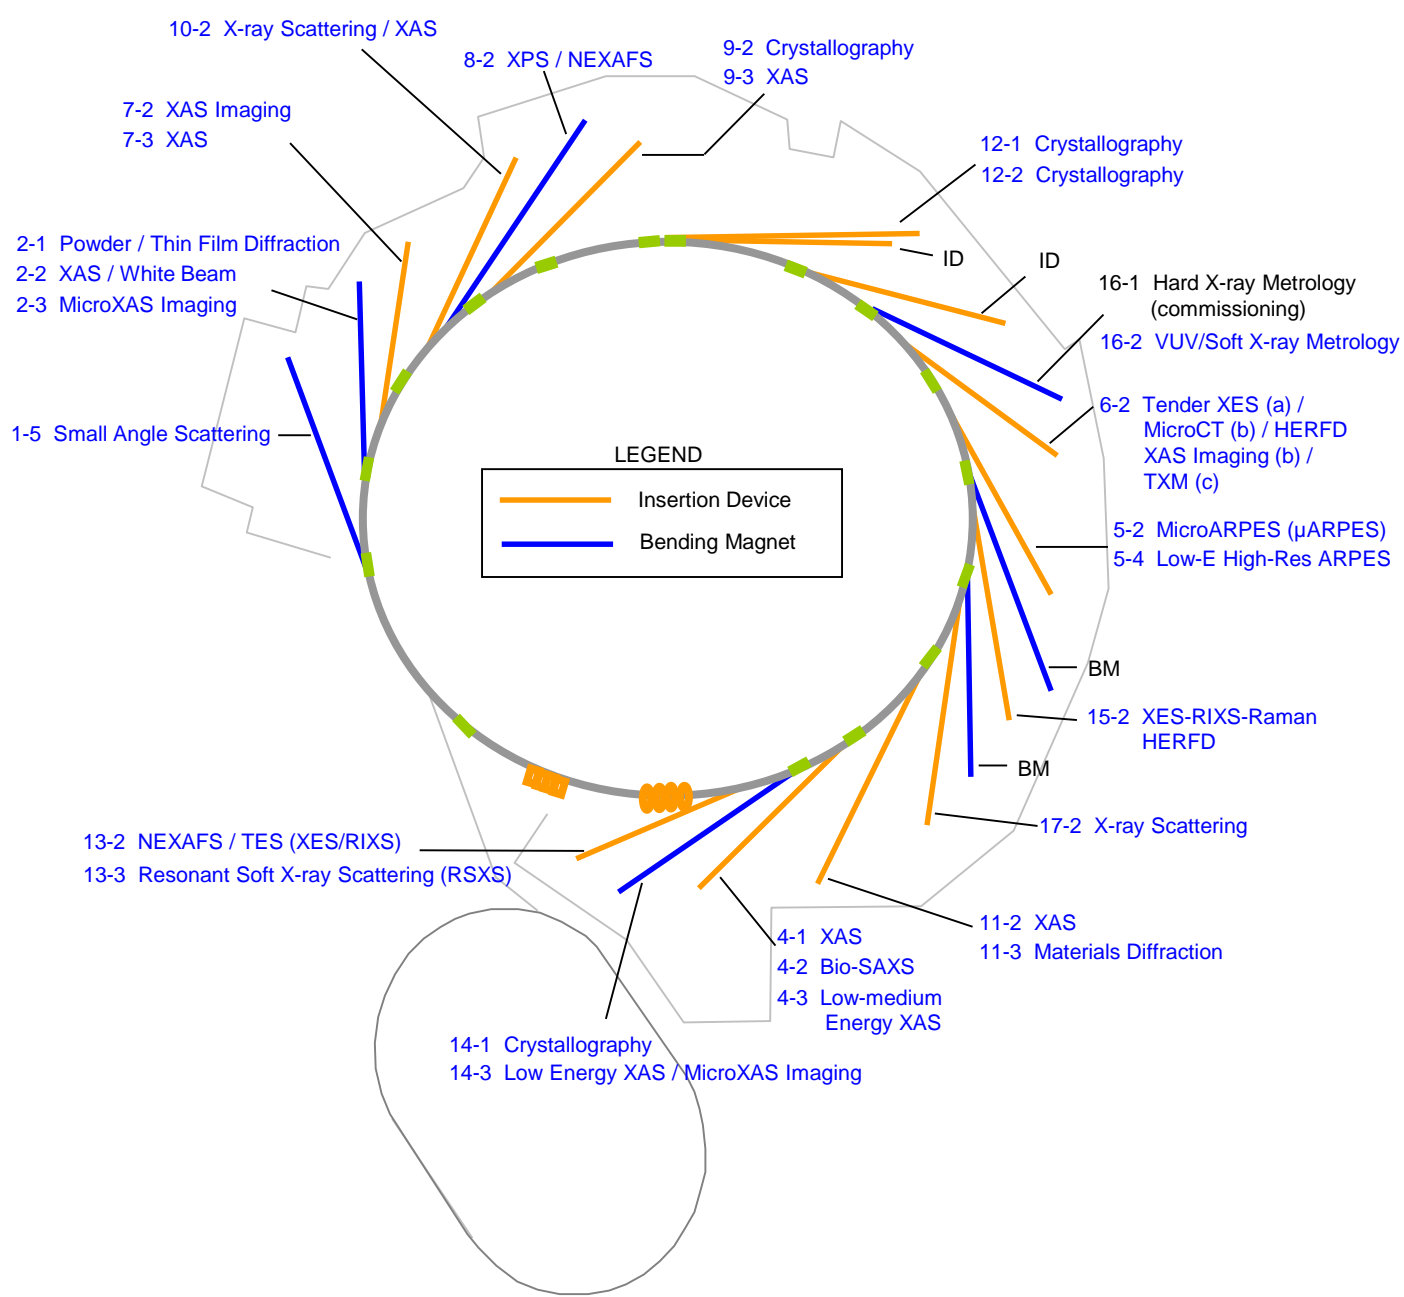 10-2 X-ray Scattering / XAS
8-2 XPS / NEXAFS
9-2 Crystallography
9-3 XAS
7-2 XAS Imaging
7-3 XAS
12-1 Crystallography
12-2 Crystallography
2-1 Powder / Thin Film Diffraction
2-2 XAS / White Beam
2-3 MicroXAS Imaging
ID
ID
16-1 Hard X-ray Metrology
(commissioning)
16-2 VUV/Soft X-ray Metrology
1-5 Small Angle Scattering
6-2 Tender XES (a) /
MicroCT (b) / HERFD
XAS Imaging (b) /
TXM (c)
LEGEND
Insertion Device
Bending Magnet
5-2 MicroARPES (μARPES)
5-4 Low-E High-Res ARPES
BM
15-2 XES-RIXS-Raman
HERFD
BM
17-2 X-ray Scattering
13-2 NEXAFS / TES (XES/RIXS)
13-3 Resonant Soft X-ray Scattering (RSXS)
11-2 XAS
11-3 Materials Diffraction
4-1 XAS
4-2 Bio-SAXS
4-3 Low-medium
Energy XAS
14-1 Crystallography
14-3 Low Energy XAS / MicroXAS Imaging